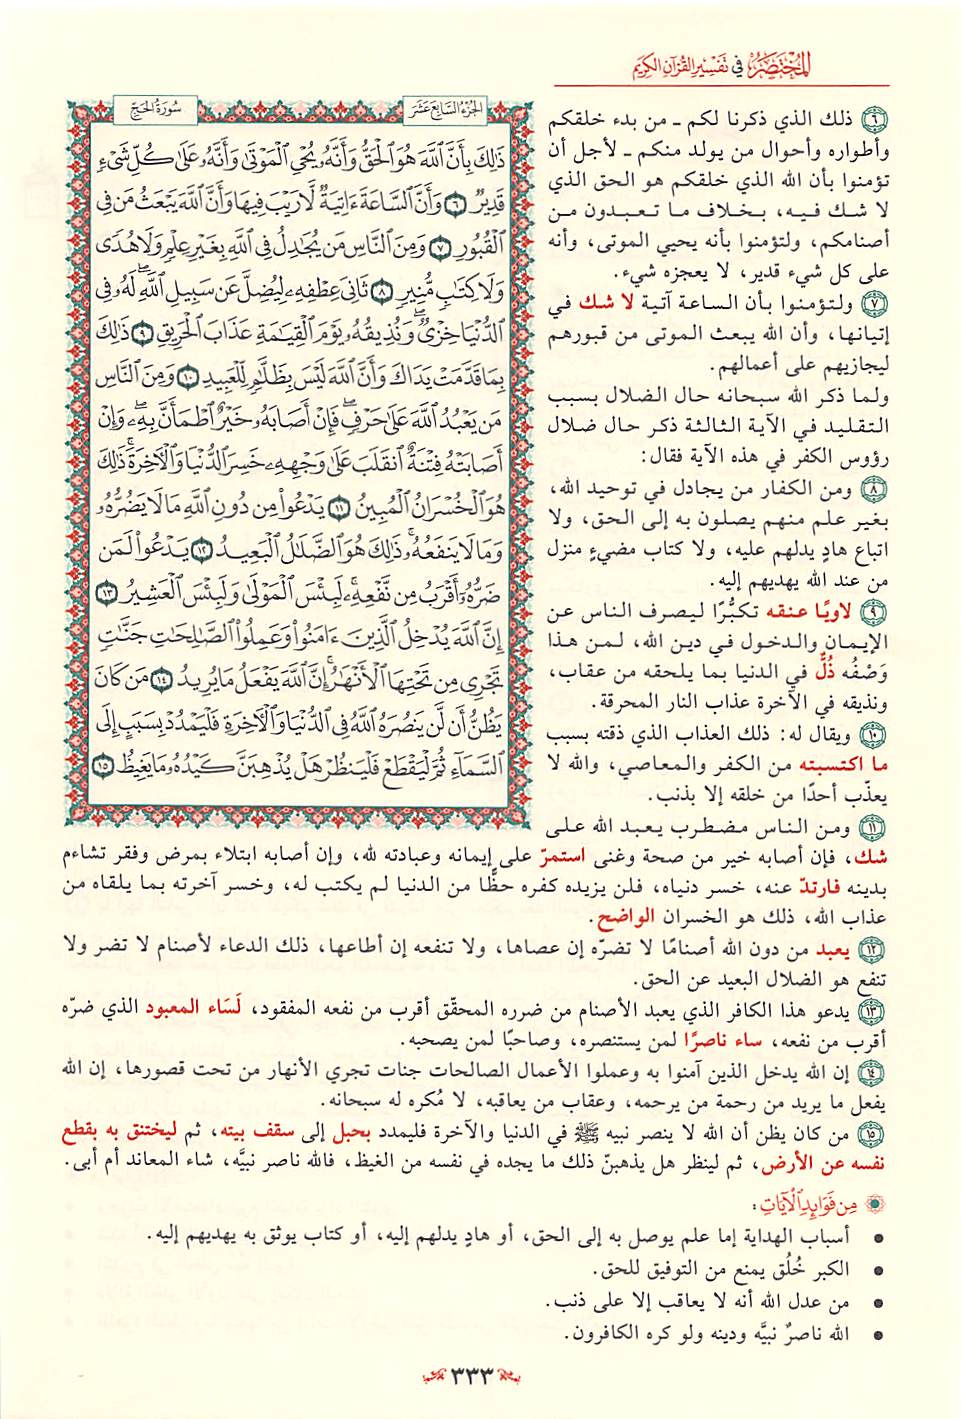 المختصر في تفسير القرآن الكريم
الجزء السابع عشر
سورة الحج
ذَٰلِكَ بِأَنَّ ٱللَّهَ هُوَ ٱلْحَقُّ وَأَنَّهُۥ يُحْىِ ٱلْمَوْتَىٰ وَأَنَّهُۥ عَلَىٰ كُلِّ شَىْءٍ
قَدِيرٌ ٦ وَأَنَّ ٱلسَّاعَةَ ءَاتِيَةٌ لَّا رَيْبَ فِيهَا وَأَنَّ ٱللَّهَ يَبْعَثُ مَن فِى
ٱلْقُبُورِ ٧ وَمِنَ ٱلنَّاسِ مَن يُجَٰدِلُ فِى ٱللَّهِ بِغَيْرِ عِلْمٍ وَلَا هُدًى
وَلَا كِتَٰبٍ مُّنِيرٍ ٨ ثَانِىَ عِطْفِهِۦ لِيُضِلَّ عَن سَبِيلِ ٱللَّهِ ۖ لَهُۥ فِى
ٱلدُّنْيَا خِزْىٌ ۖ وَنُذِيقُهُۥ يَوْمَ ٱلْقِيَٰمَةِ عَذَابَ ٱلْحَرِيقِ ٩ ذَٰلِكَ
بِمَا قَدَّمَتْ يَدَاكَ وَأَنَّ ٱللَّهَ لَيْسَ بِظَلَّٰمٍ لِّلْعَبِيدِ ١٠ وَمِنَ ٱلنَّاسِ
مَن يَعْبُدُ ٱللَّهَ عَلَىٰ حَرْفٍ ۖ فَإِنْ أَصَابَهُۥ خَيْرٌ ٱطْمَأَنَّ بِهِۦ ۖ وَإِنْ
أَصَابَتْهُ فِتْنَةٌ ٱنقَلَبَ عَلَىٰ وَجْهِهِۦ خَسِرَ ٱلدُّنْيَا وَٱلْءَاخِرَةَ ۚ ذَٰلِكَ
هُوَ ٱلْخُسْرَانُ ٱلْمُبِينُ ١١ يَدْعُوا۟ مِن دُونِ ٱللَّهِ مَا لَا يَضُرُّهُۥ
وَمَا لَا يَنفَعُهُۥ ۚ ذَٰلِكَ هُوَ ٱلضَّلَٰلُ ٱلْبَعِيدُ ١٢ يَدْعُوا۟ لَمَن
ضَرُّهُۥٓ أَقْرَبُ مِن نَّفْعِهِۦ ۚ لَبِئْسَ ٱلْمَوْلَىٰ وَلَبِئْسَ ٱلْعَشِيرُ ١٣
إِنَّ ٱللَّهَ يُدْخِلُ ٱلَّذِينَ ءَامَنُوا۟ وَعَمِلُوا۟ ٱلصَّٰلِحَٰتِ جَنَّٰتٍ
تَجْرِى مِن تَحْتِهَا ٱلْأَنْهَٰرُ ۚ إِنَّ ٱللَّهَ يَفْعَلُ مَا يُرِيدُ ١٤ مَن كَانَ
يَظُنُّ أَن لَّن يَنصُرَهُ ٱللَّهُ فِى ٱلدُّنْيَا وَٱلْءَاخِرَةِ فَلْيَمْدُدْ بِسَبَبٍ إِلَى
ٱلسَّمَآءِ ثُمَّ لْيَقْطَعْ فَلْيَنظُرْ هَلْ يُذْهِبَنَّ كَيْدُهُۥ مَا يَغِيظُ ١٥
٦ ذلك الذي ذكرنا لكم ـ من بدء خلقكم
وأطواره وأحوال من يولد منكم ـ لأجل أن
تؤمنوا بأن الله الذي خلقكم هو الحق الذي
لا شك فيه، بخلاف ما تعبدون من
أصنامكم، ولتؤمنوا بأنه يحيي الموتى، وأنه
على كل شيء قدير، لا يعجزه شيء.
٧ ولتؤمنوا بأن الساعة آتية لا شك في
إتيانها، وأن الله يبعث الموتى من قبورهم
ليجازيهم على أعمالهم.
ولما ذكر الله سبحانه حال الضلال بسبب
التقليد في الآية الثالثة ذكر حال ضلال
رؤوس الكفر في هذه الآية فقال:
٨ ومن الكفار من يجادل في توحيد الله،
بغير علم منهم يصلون به إلى الحق، ولا
اتباع هادٍ يدلهم عليه، ولا كتاب مضيءٍ منزل
من عند الله يهديهم إليه.
٩ لاويًا عنقه تكبُّرًا ليصرف الناس عن
الإيمان والدخول في دين الله، لمن هذا
وَصْفُه ذُلٌّ في الدنيا بما يلحقه من عقاب،
ونذيقه في الآخرة عذاب النار المحرقة.
١٠ ويقال له: ذلك العذاب الذي ذقته بسبب
ما اكتسبته من الكفر والمعاصي، والله لا
يعذّب أحدًا من خلقه إلا بذنب.
١١ ومن الناس مضطرب يعبد الله على
شك، فإن أصابه خير من صحة وغنى استمرّ على إيمانه وعبادته لله، وإن أصابه ابتلاء بمرض وفقر تشاءم
بدينه فارتدّ عنه، خسر دنياه، فلن يزيده كفره حظًّا من الدنيا لم يكتب له، وخسر آخرته بما يلقاه من
عذاب الله، ذلك هو الخسران الواضح.
١٢ يعبد من دون الله أصنامًا لا تضرّه إن عصاها، ولا تنفعه إن أطاعها، ذلك الدعاء لأصنام لا تضر ولا
تنفع هو الضلال البعيد عن الحق.
١٣ يدعو هذا الكافر الذي يعبد الأصنام من ضرره المحقّق أقرب من نفعه المفقود، لَسَاء المعبود الذي ضرّه
أقرب من نفعه، ساء ناصرًا لمن يستنصره، وصاحبًا لمن يصحبه.
١٤ إن الله يدخل الذين آمنوا به وعملوا الأعمال الصالحات جنات تجري الأنهار من تحت قصورها، إن الله
يفعل ما يريد من رحمة من يرحمه، وعقاب من يعاقبه، لا مُكره له سبحانه.
١٥ من كان يظن أن الله لا ينصر نبيه ﷺ في الدنيا والآخرة فليمدد بحبل إلى سقف بيته، ثم ليختنق به بقطع
نفسه عن الأرض، ثم لينظر هل يذهبنّ ذلك ما يجده في نفسه من الغيظ، فالله ناصر نبيَّه، شاء المعاند أم أبى.
من فوائد الآيات:
• أسباب الهداية إما علم يوصل به إلى الحق، أو هادٍ يدلهم إليه، أو كتاب يوثق به يهديهم إليه.
• الكبر خُلُق يمنع من التوفيق للحق.
• من عدل الله أنه لا يعاقب إلا على ذنب.
• الله ناصرٌ نبيَّه ودينه ولو كره الكافرون.
٣٣٣